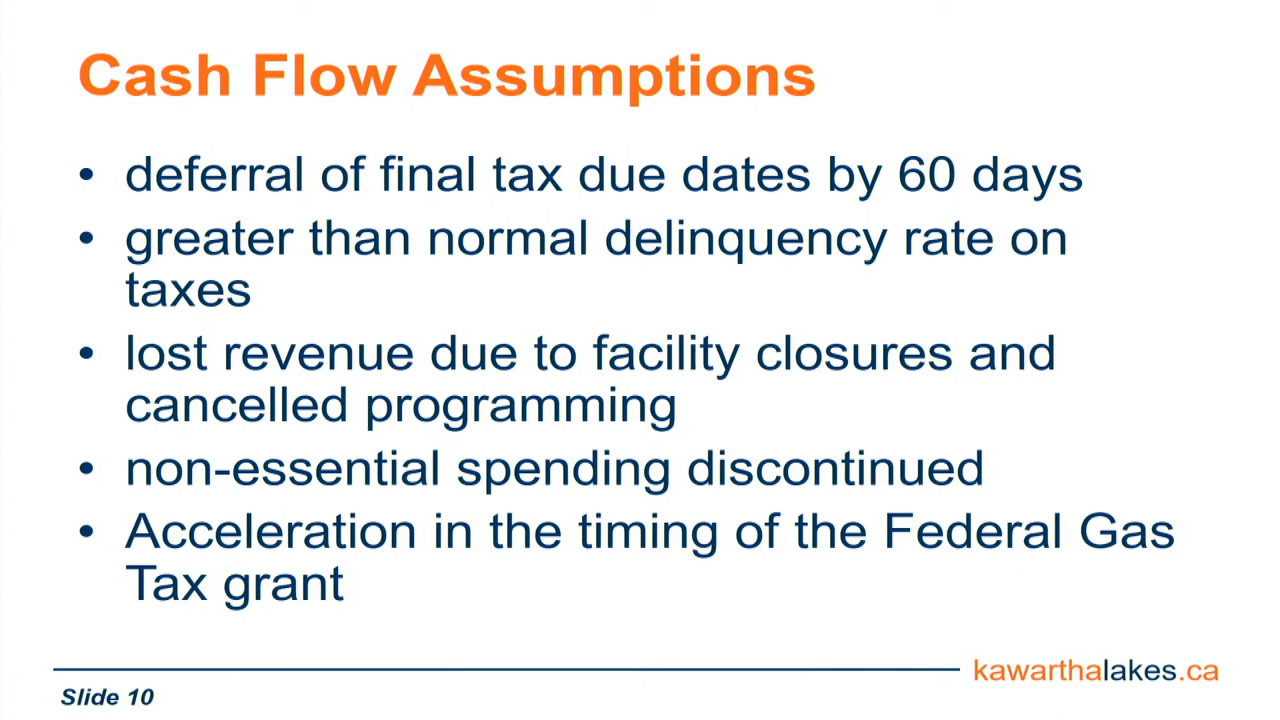 Cash Flow Assumptions
• deferral of final tax due dates by 60 days
• greater than normal delinquency rate on
taxes
• lost revenue due to facility closures and
cancelled programming
• non-essential spending discontinued
• Acceleration in the timing of the Federal Gas
Tax grant
kawarthalakes.ca
Slide 10